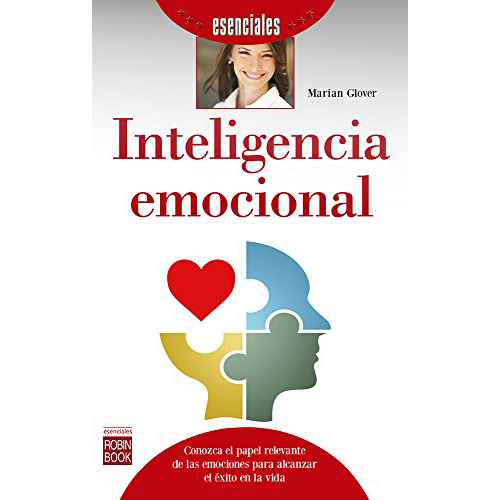 esenciales
Marian Glover
Inteligencia
emocional
esenciales
ROBIN
BOOK
Conozca el papel relevante
de las emociones para alcanzar
el éxito en la vida